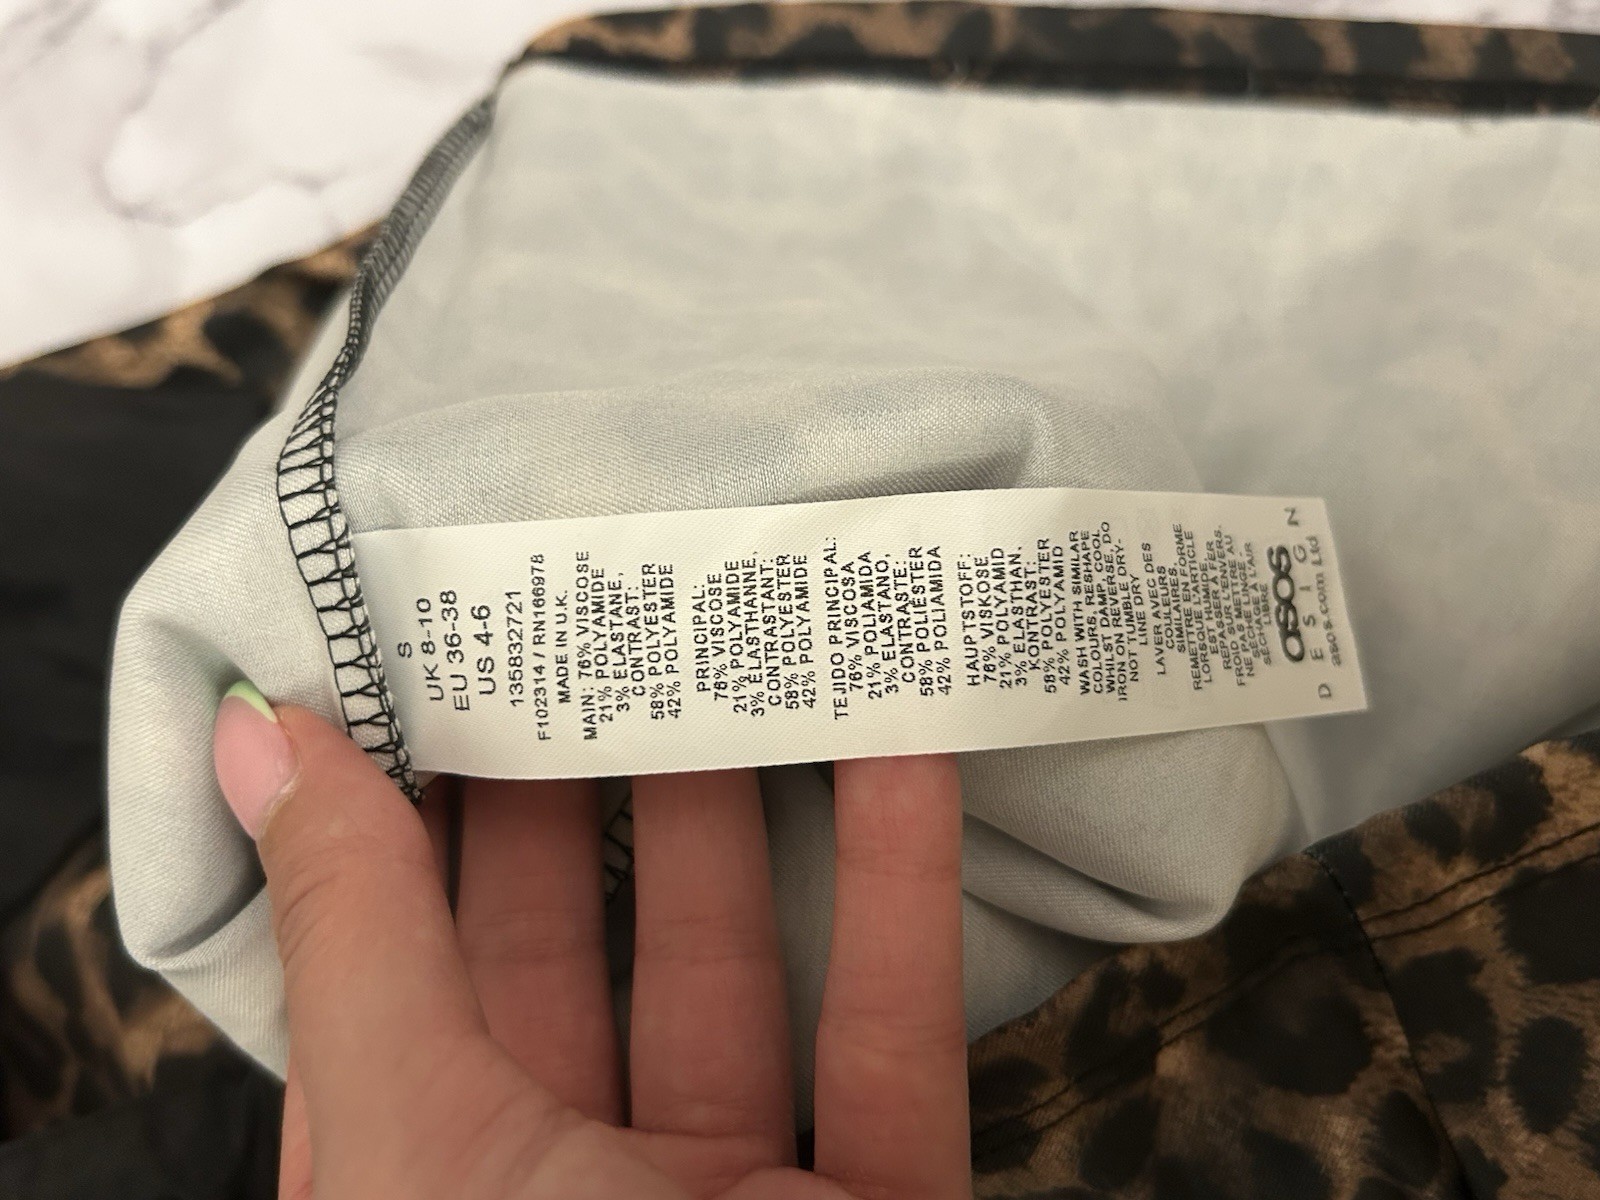 S
UK 8-10
EU 36-38
US 4-6
135832721
F102314 / RN166978
MADE IN U.K.
MAIN: 76% VISCOSE
21% POLYAMIDE
3% ELASTANE,
CONTRAST:
58% POLYESTER
42% POLYAMIDE
PRINCIPAL:
76% VISCOSE
21% POLYAMIDE
3% ELASTHANNE,
CONTRASTANT:
58% POLYESTER
42% POLYAMIDE
TEJIDO PRINCIPAL:
76% VISCOSA
21% POLIAMIDA
3% ELASTANO,
CONTRASTE:
58% POLIÉSTER
42% POLIAMIDA
HAUPTSTOFF:
76% VISKOSE
21% POLYAMID
3% ELASTHAN,
KONTRAST:
58% POLYESTER
42% POLYAMID
WASH WITH SIMILAR
COLOURS, RESHAPE
WHILST DAMP, COOL
IRON ON REVERSE, DO
NOT TUMBLE DRY-
LINE DRY
LAVER AVEC DES
COULEURS
SIMILAIRES.
REMETTRE EN FORME
LORSQUE L'ARTICLE
EST HUMIDE.
REPASSER À FER
FROID SUR L'ENVERS.
NE PAS METTRE AU
SÈCHE LINGE -
SÉCHAGE À L'AIR
LIBRE
asos
DESIGN
asos.com Ltd